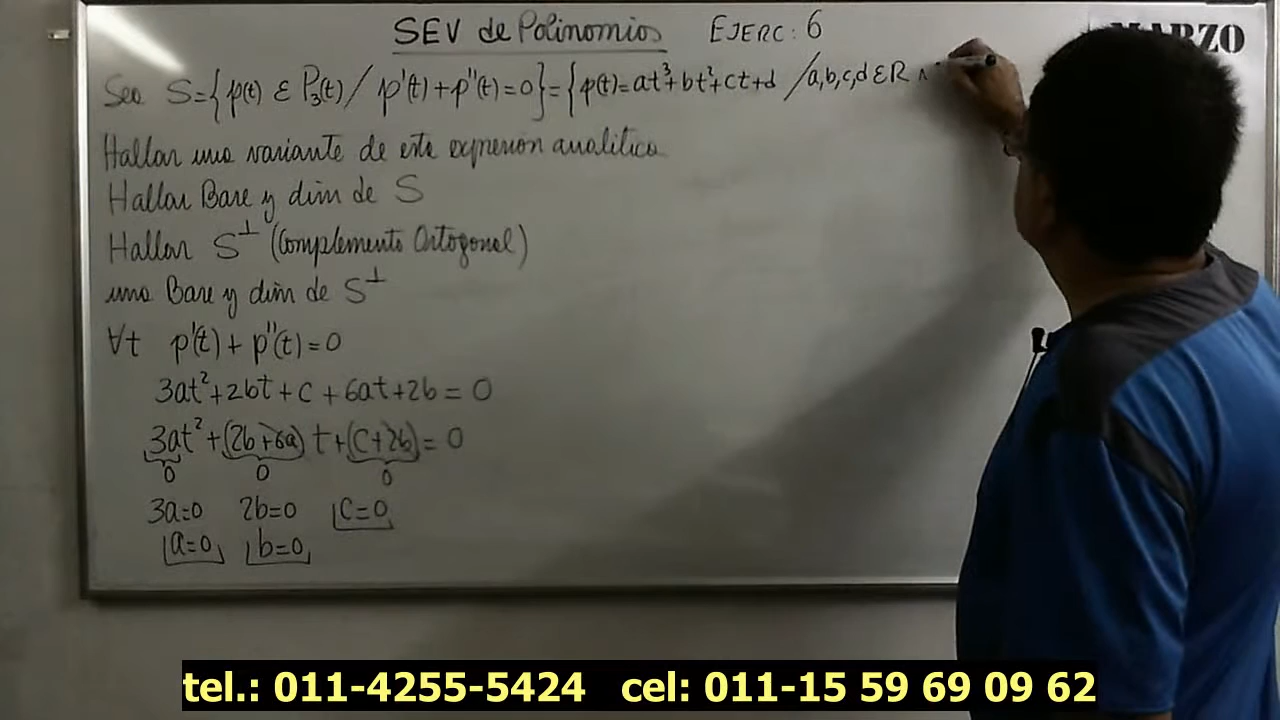 SEV de Polinomios EJERC: 6
MARZO
Sea S={p(t) ε P₃(t) / p'(t)+p''(t)=0}={p(t)=at³+bt²+ct+d /a,b,c,d ε R ∧
Hallar una variante de esta expresión analítica
Hallar Base y dim de S
Hallar S⊥ (Complemento Ortogonal)
una Base y dim de S⊥
∀t p'(t)+p''(t)=0
3at²+2bt+c+6at+2b=0
3at²+(2b+6a)t+(c+2b)=0
0 0 0
3a=0 2b=0 c=0
a=0 b=0
tel.: 011-4255-5424 cel: 011-15 59 69 09 62